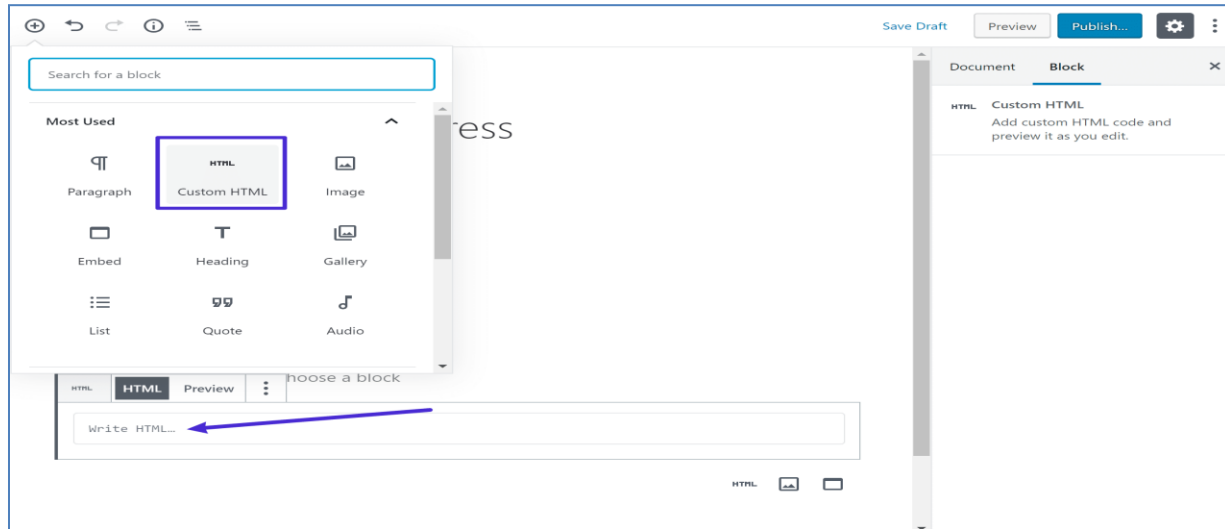 Save Draft
Preview
Publish...
Search for a block
Most Used
ress
Paragraph
HTML
Custom HTML
Image
Embed
Heading
Gallery
List
Quote
Audio
hoose a block
HTML
HTML
Preview
Write HTML...
HTML
Document
Block
HTML
Custom HTML
Add custom HTML code and
preview it as you edit.